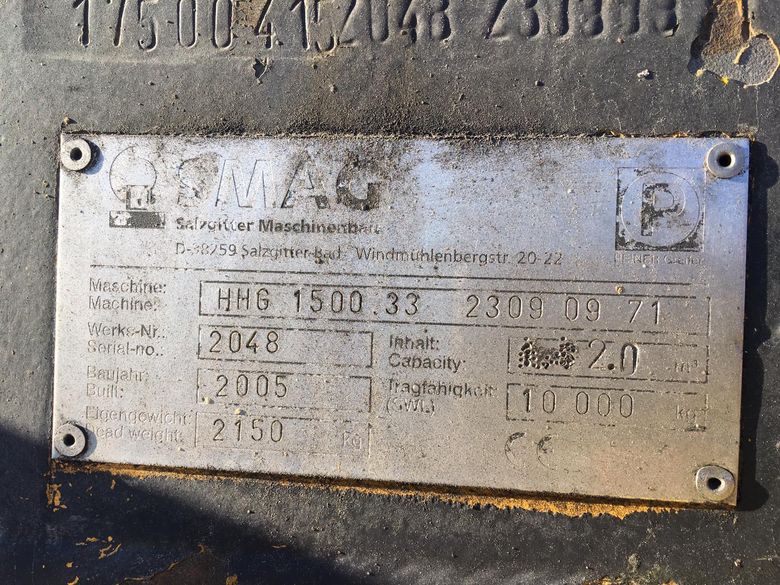 SMAG
Salzgitter Maschinenbau
D-38259 Salzgitter-Bad Windmühlenbergstr. 20-22
P
Maschine:
Machine: HHG 1500.33 2309 09 71
Werks-Nr.
Serial-no.: 2048
Inhalt:
Capacity: 2.0 m³
Baujahr:
Built: 2005
Tragfähigkeit
(SWL) 10 000 kg
Eigengewicht
Dead weight: 2150 kg
CE